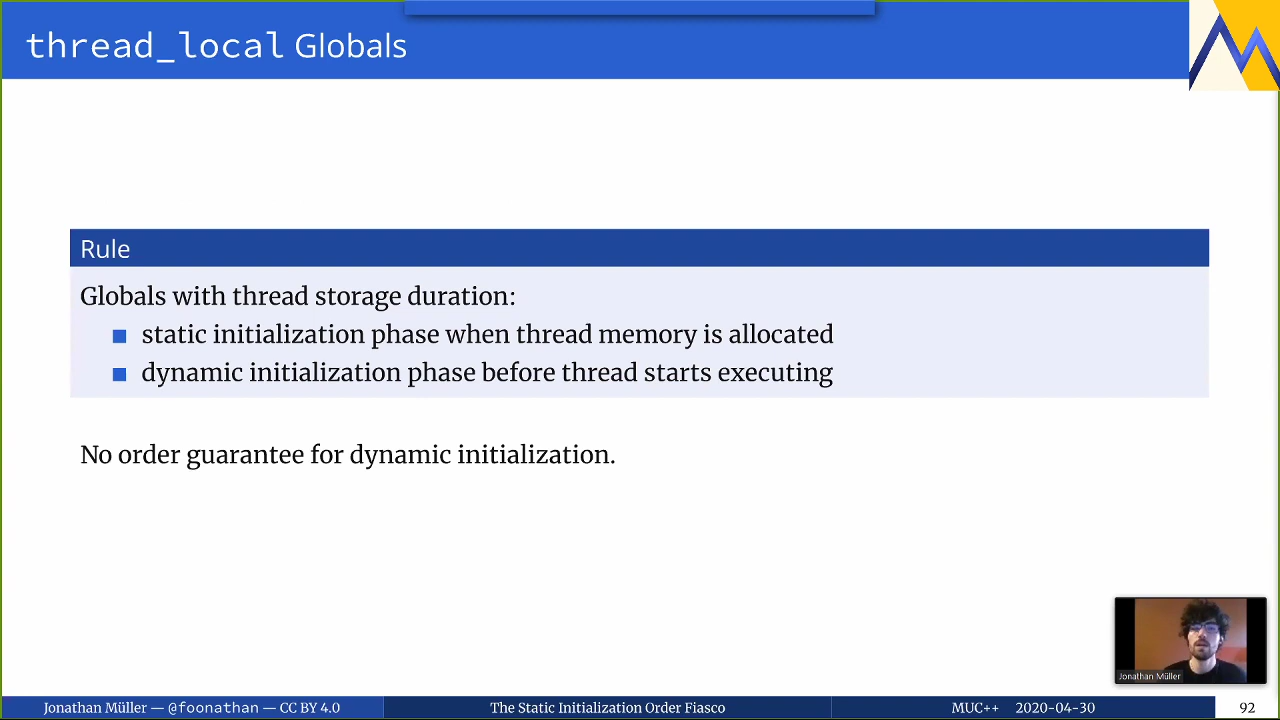 thread_local Globals
Rule
Globals with thread storage duration:
static initialization phase when thread memory is allocated
dynamic initialization phase before thread starts executing
No order guarantee for dynamic initialization.
Jonathan Müller
Jonathan Müller — @foonathan — CC BY 4.0 The Static Initialization Order Fiasco MUC++ 2020-04-30 92